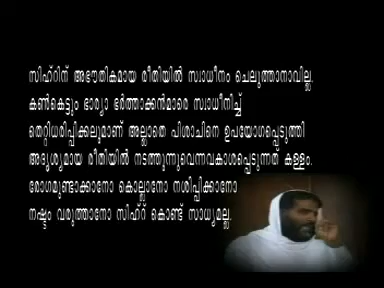 സിഹ്റിന് അഭൗതികമായ രീതിയിൽ സ്വാധീനം ചെലുത്താനാവില്ല.
കൺകെട്ടും ഭാര്യാ ഭർത്താക്കൻമാരെ സ്വാധീനിച്ച്
തെറ്റിധരിപ്പിക്കലുമാണ് അല്ലാതെ പിശാചിനെ ഉപയോഗപ്പെടുത്തി
അദൃശ്യമായ രീതിയിൽ നടത്തുന്നുവെന്നവകാശപ്പെടുന്നത് കള്ളം.
രോഗമുണ്ടാക്കാനോ കൊല്ലാനോ നശിപ്പിക്കാനോ
നഷ്ടം വരുത്താനോ സിഹ്റ് കൊണ്ട് സാധ്യമല്ല.